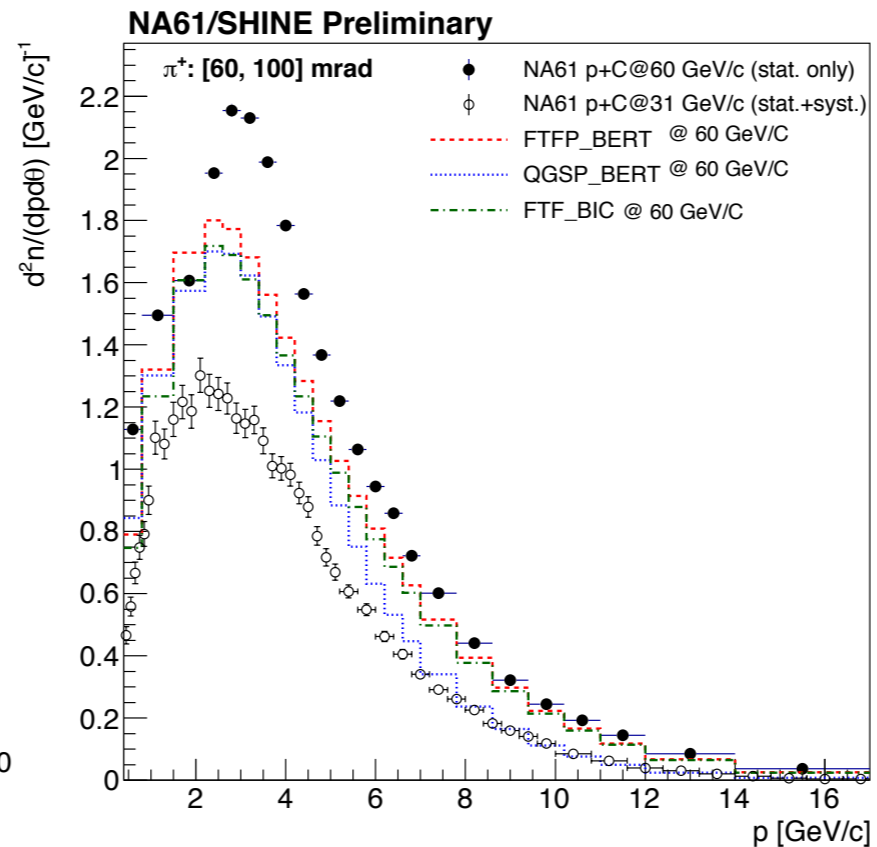 NA61/SHINE Preliminary
d²n/(dpdθ) [GeV/c]⁻¹
π⁺: [60, 100] mrad
NA61 p+C@60 GeV/c (stat. only)
NA61 p+C@31 GeV/c (stat.+syst.)
FTFP_BERT @ 60 GeV/C
QGSP_BERT @ 60 GeV/C
FTF_BIC @ 60 GeV/C
2.2
2
1.8
1.6
1.4
1.2
1
0.8
0.6
0.4
0.2
0
0
2 4 6 8 10 12 14 16
p [GeV/c]